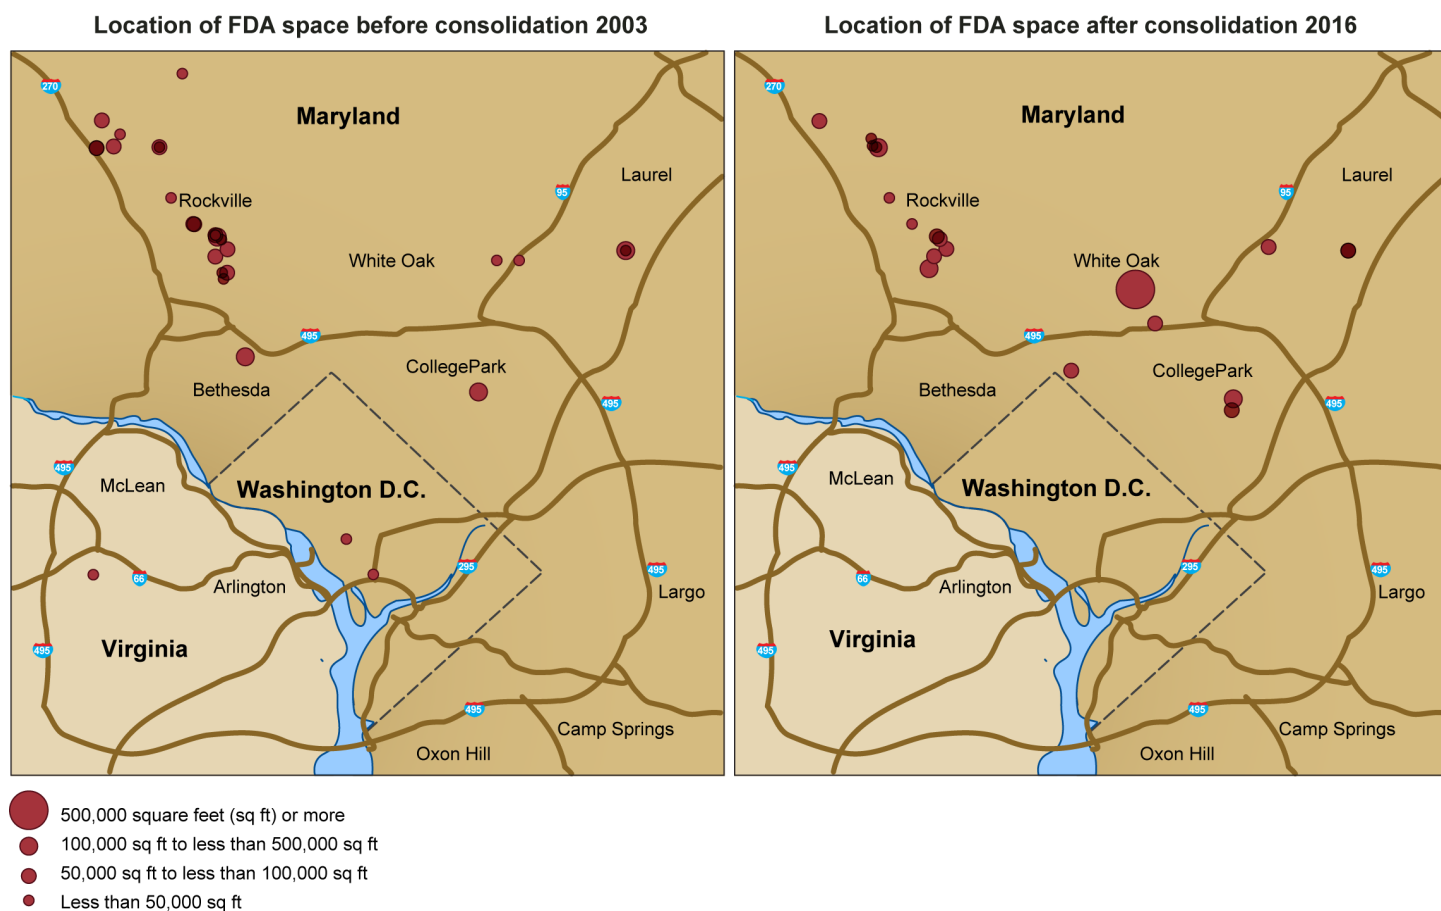 Location of FDA space before consolidation 2003
270
Maryland
Laurel
95
Rockville
White Oak
495
CollegePark
Bethesda
495
495
McLean
Washington D.C.
66
Arlington
295
495
Largo
Virginia
495
495
Camp Springs
Oxon Hill
Location of FDA space after consolidation 2016
270
Maryland
Laurel
95
Rockville
White Oak
495
CollegePark
Bethesda
495
495
McLean
Washington D.C.
66
Arlington
295
495
Largo
Virginia
495
495
Camp Springs
Oxon Hill
500,000 square feet (sq ft) or more
100,000 sq ft to less than 500,000 sq ft
50,000 sq ft to less than 100,000 sq ft
Less than 50,000 sq ft